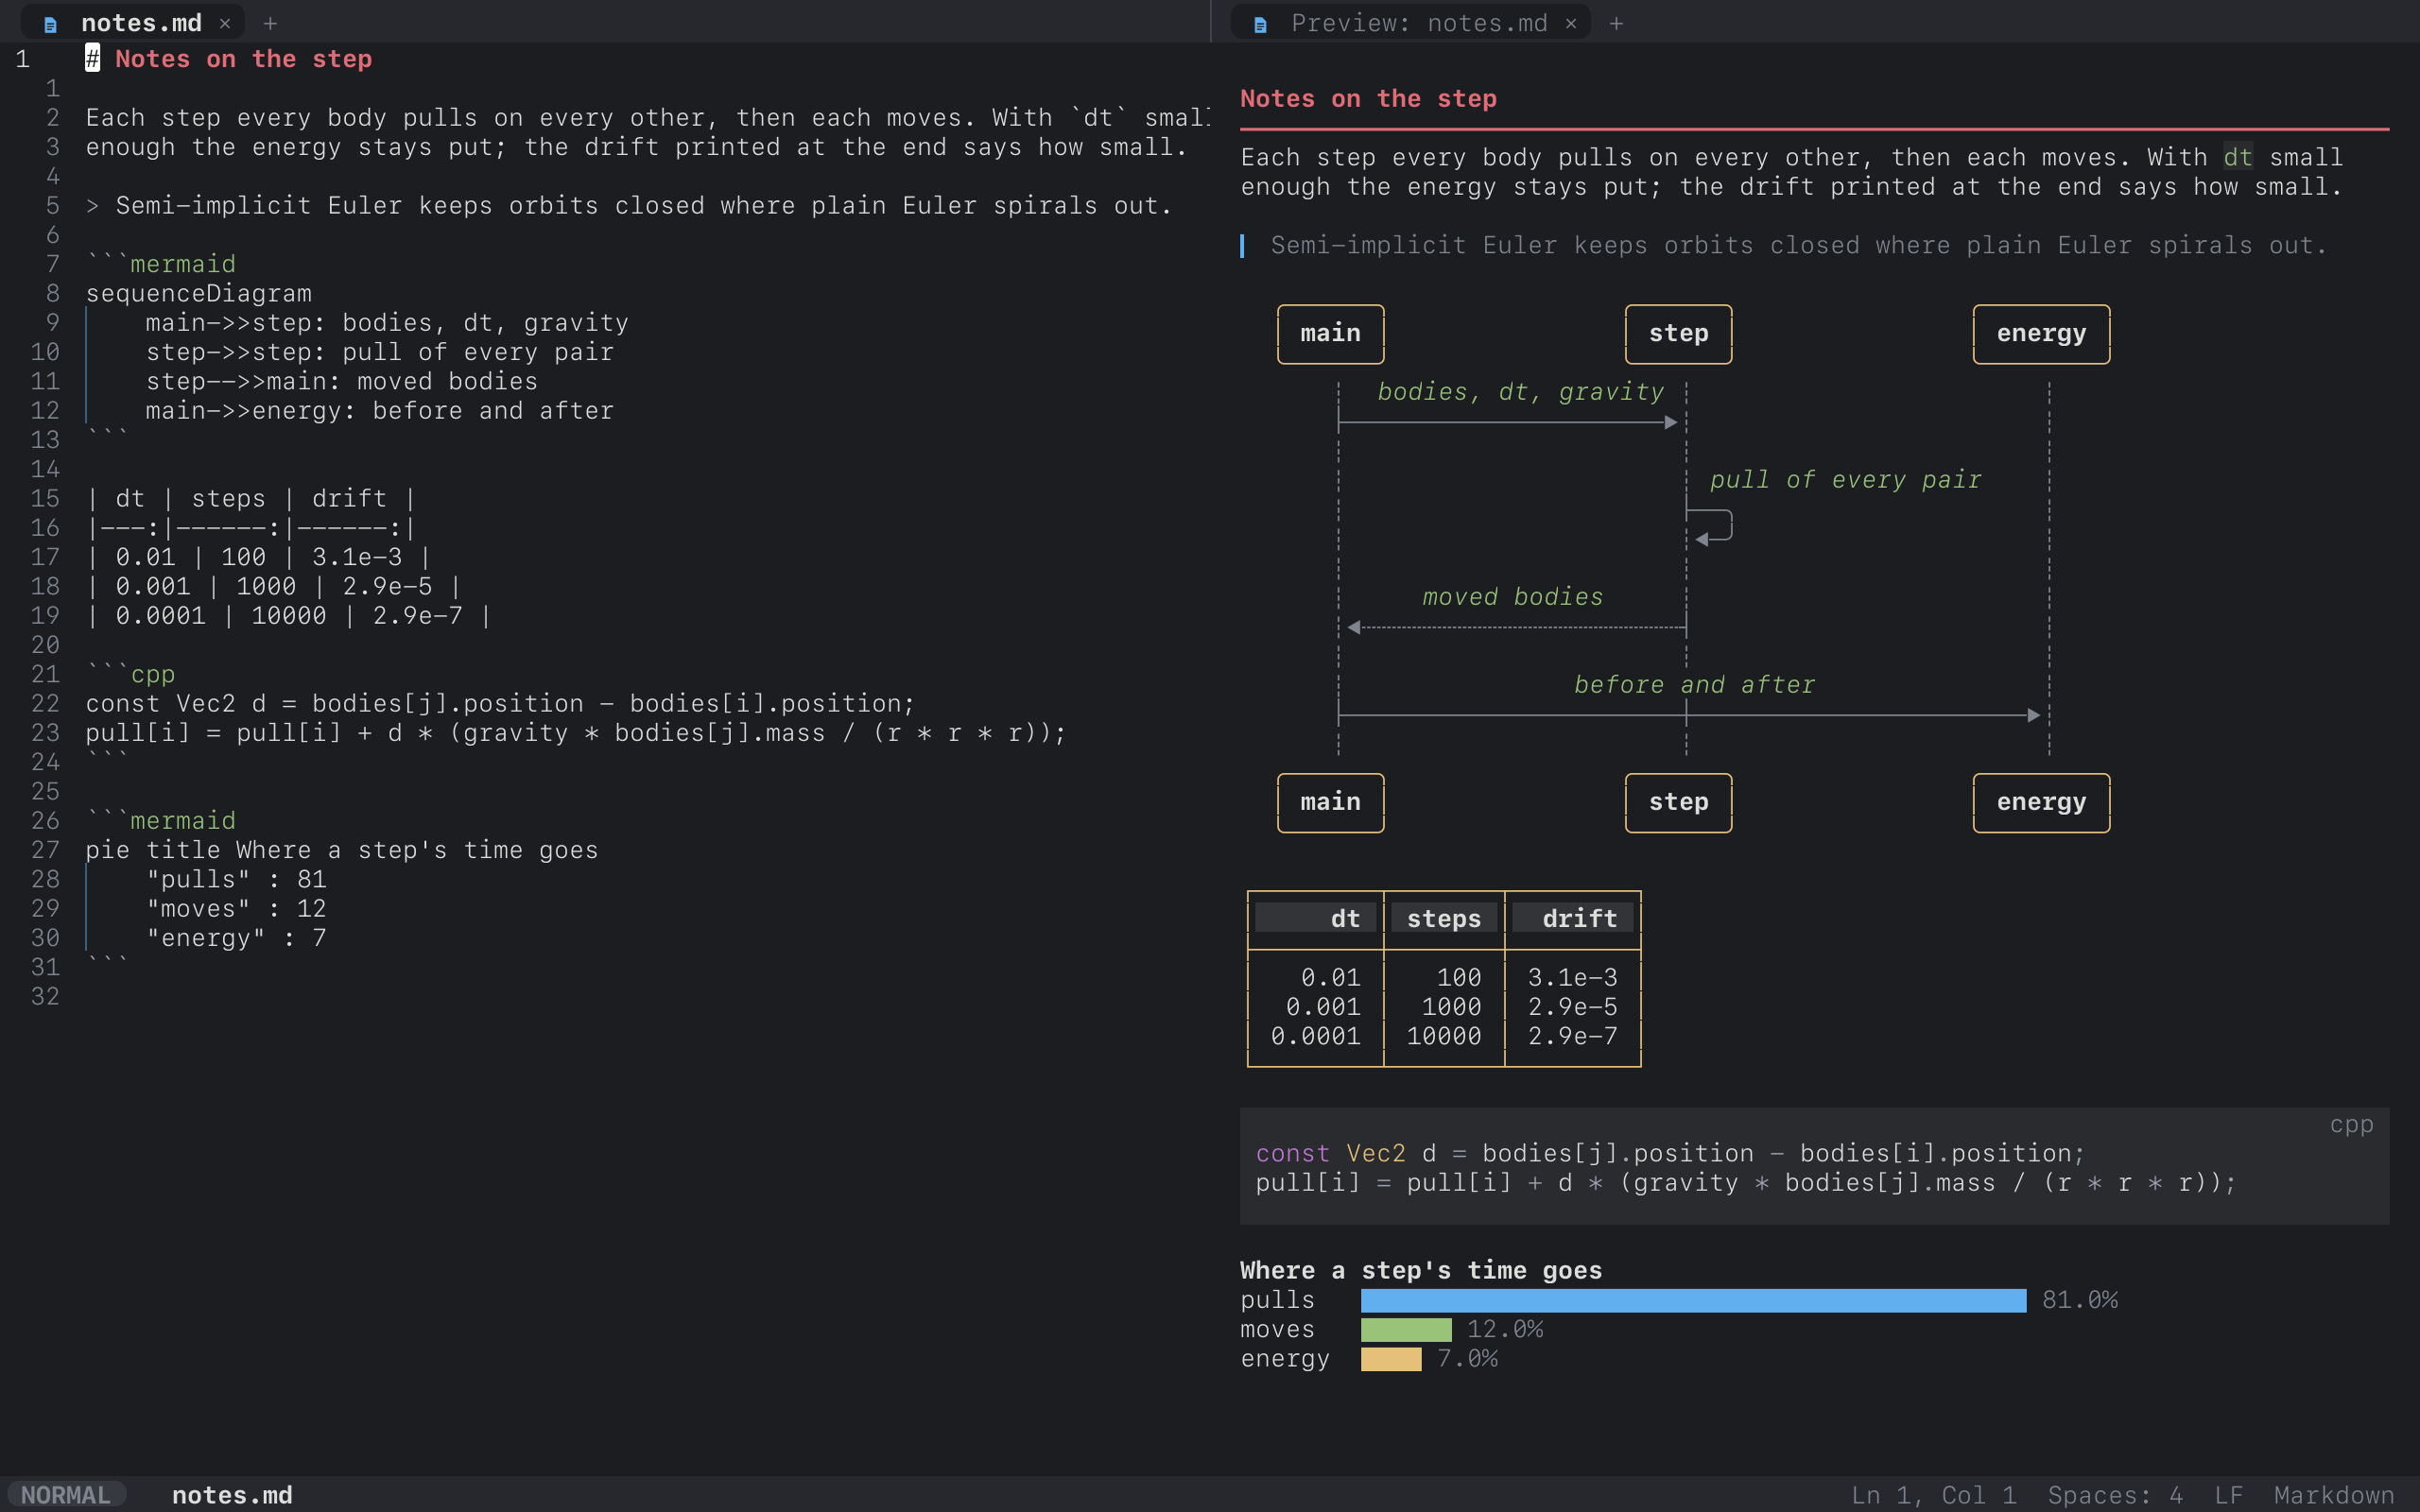 notes.md × +
1 # Notes on the step
1
2 Each step every body pulls on every other, then each moves. With `dt` small
3 enough the energy stays put; the drift printed at the end says how small.
4
5 > Semi-implicit Euler keeps orbits closed where plain Euler spirals out.
6
7 ```mermaid
8 sequenceDiagram
9     main->>step: bodies, dt, gravity
10     step->>step: pull of every pair
11     step-->>main: moved bodies
12     main->>energy: before and after
13 ```
14
15 | dt | steps | drift |
16 |---:|------:|------:|
17 | 0.01 | 100 | 3.1e-3 |
18 | 0.001 | 1000 | 2.9e-5 |
19 | 0.0001 | 10000 | 2.9e-7 |
20
21 ```cpp
22 const Vec2 d = bodies[j].position - bodies[i].position;
23 pull[i] = pull[i] + d * (gravity * bodies[j].mass / (r * r * r));
24 ```
25
26 ```mermaid
27 pie title Where a step's time goes
28     "pulls" : 81
29     "moves" : 12
30     "energy" : 7
31 ```
32
Preview: notes.md × +
Notes on the step
Each step every body pulls on every other, then each moves. With dt small
enough the energy stays put; the drift printed at the end says how small.
Semi-implicit Euler keeps orbits closed where plain Euler spirals out.
main step energy
bodies, dt, gravity
pull of every pair
moved bodies
before and after
main step energy
dt steps drift
0.01 100 3.1e-3
0.001 1000 2.9e-5
0.0001 10000 2.9e-7
cpp
const Vec2 d = bodies[j].position - bodies[i].position;
pull[i] = pull[i] + d * (gravity * bodies[j].mass / (r * r * r));
Where a step's time goes
pulls 81.0%
moves 12.0%
energy 7.0%
NORMAL notes.md Ln 1, Col 1 Spaces: 4 LF Markdown